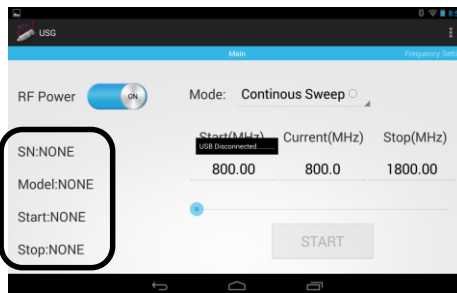 USG
Main
Frequency Sett
RF Power
ON
Mode: Continous Sweep
SN:NONE
Model:NONE
Start:NONE
Stop:NONE
Start(MHz) Current(MHz) Stop(MHz)
USB Disconnected.........
800.00 800.0 1800.00
START